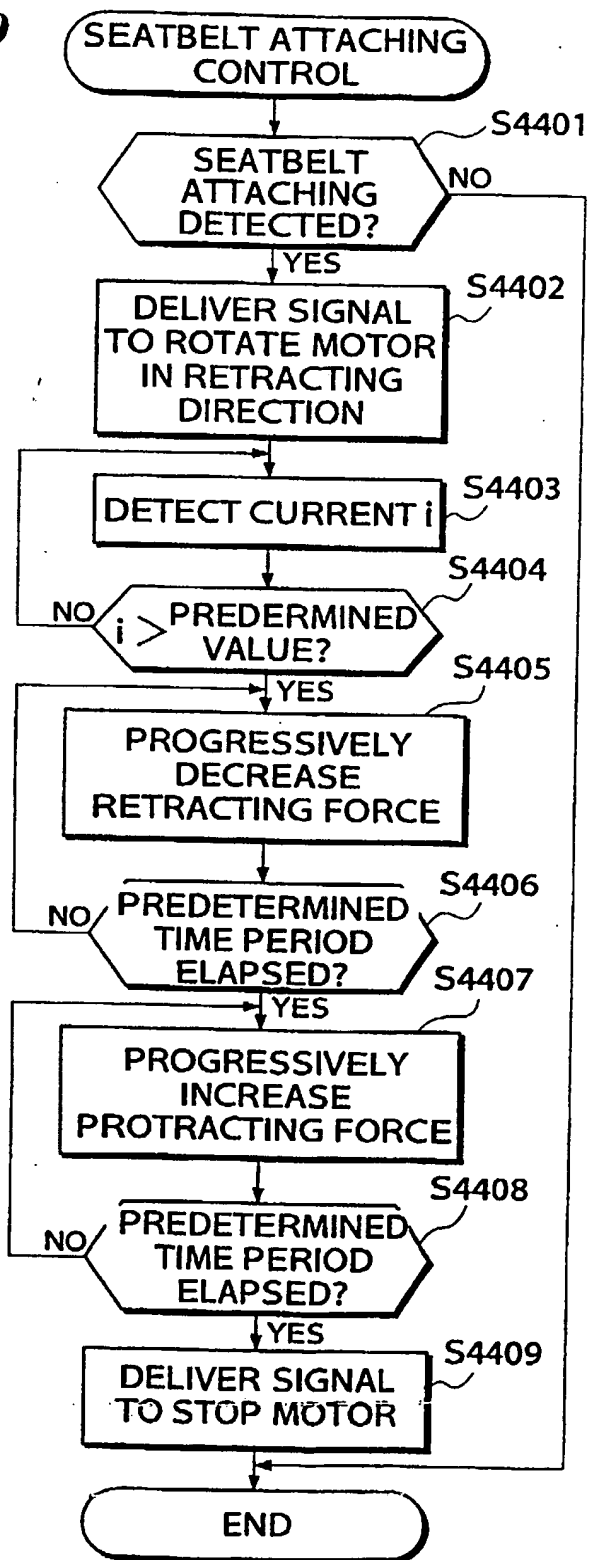 SEATBELT ATTACHING
CONTROL
S4401
SEATBELT
ATTACHING
DETECTED?
NO
YES
S4402
DELIVER SIGNAL
TO ROTATE MOTOR
IN RETRACTING
DIRECTION
S4403
DETECT CURRENT i
S4404
NO
i > PREDERMINED
VALUE?
YES
S4405
PROGRESSIVELY
DECREASE
RETRACTING FORCE
S4406
NO
PREDETERMINED
TIME PERIOD
ELAPSED?
YES
S4407
PROGRESSIVELY
INCREASE
PROTRACTING FORCE
S4408
NO
PREDETERMINED
TIME PERIOD
ELAPSED?
YES
S4409
DELIVER SIGNAL
TO STOP MOTOR
END